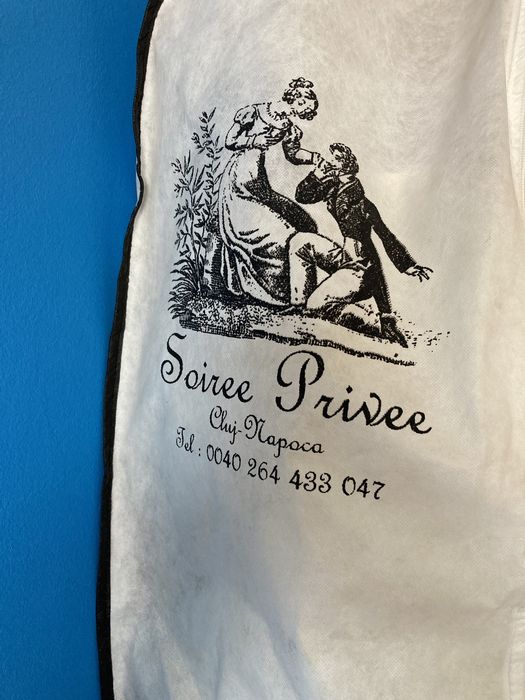 Soiree Privee
Cluj-Napoca
Tel : 0040 264 433 047